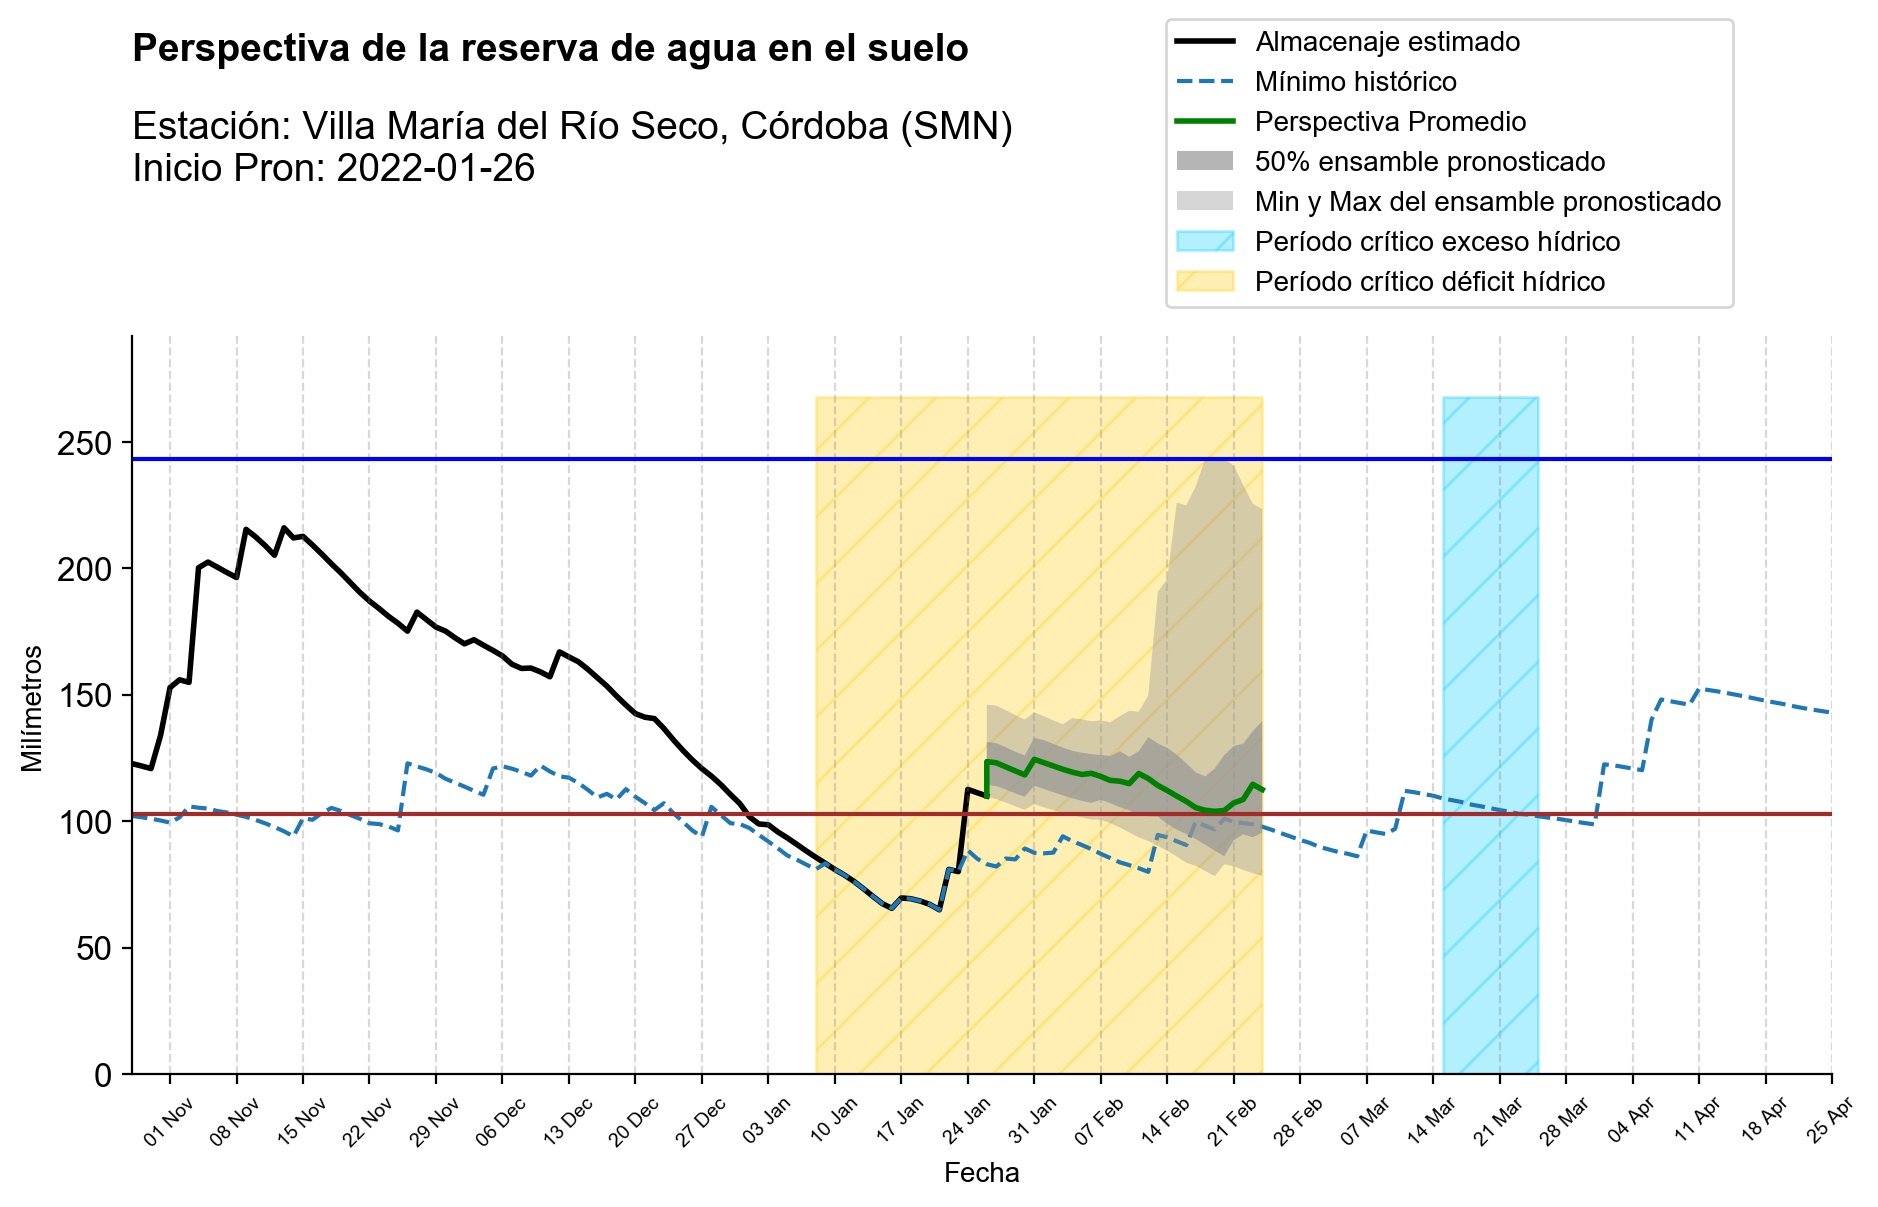 Perspectiva de la reserva de agua en el suelo
Estación: Villa María del Río Seco, Córdoba (SMN)
Inicio Pron: 2022-01-26
Almacenaje estimado
Mínimo histórico
Perspectiva Promedio
50% ensamble pronosticado
Min y Max del ensamble pronosticado
Período crítico exceso hídrico
Período crítico déficit hídrico
250
200
150
100
50
0
Milímetros
01 Nov
08 Nov
15 Nov
22 Nov
29 Nov
06 Dec
13 Dec
20 Dec
27 Dec
03 Jan
10 Jan
17 Jan
24 Jan
31 Jan
07 Feb
14 Feb
21 Feb
28 Feb
07 Mar
14 Mar
21 Mar
28 Mar
04 Apr
11 Apr
18 Apr
25 Apr
Fecha